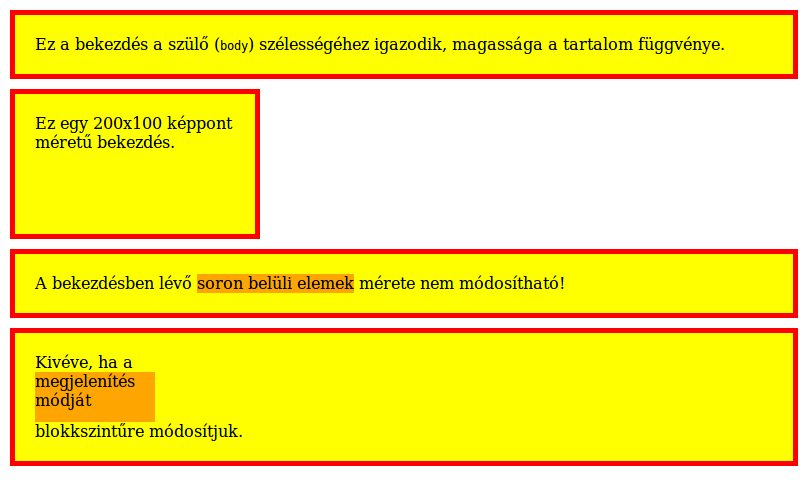 Ez a bekezdés a szülő (body) szélességéhez igazodik, magassága a tartalom függvénye.
Ez egy 200x100 képpont
méretű bekezdés.
A bekezdésben lévő soron belüli elemek mérete nem módosítható!
Kivéve, ha a
megjelenítés
módját
blokkszintűre módosítjuk.